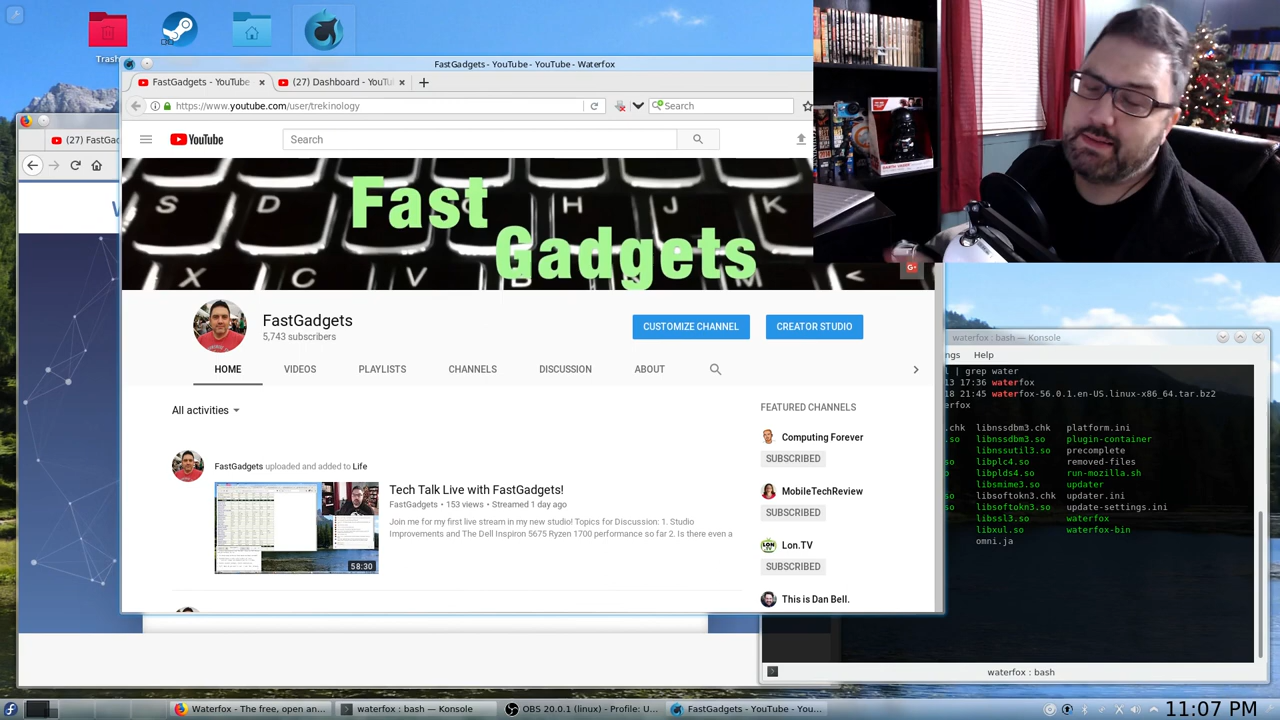 Trash
FastGadgets - YouTube - YouTube - Waterfox
FastGadgets - YouTube
(27) Dashboard - YouTu
https://www.youtube.com/user/trekinology
Search
(27) FastGad
YouTube
Search
Fast
Gadgets
S D H J K
X C M <
G+
FastGadgets
5,743 subscribers
CUSTOMIZE CHANNEL
CREATOR STUDIO
HOME VIDEOS PLAYLISTS CHANNELS DISCUSSION ABOUT
All activities
FastGadgets uploaded and added to Life
Tech Talk Live with FastGadgets!
FastGadgets • 153 views • Streamed 1 day ago
Join me for my first live stream in my new studio! Topics for Discussion: 1. Studio
improvements and The Dell Inspiron 5675 Ryzen 1700 performance so far 2. Is there even a
58:30
FEATURED CHANNELS
Computing Forever
SUBSCRIBED
MobileTechReview
SUBSCRIBED
LON
Lon.TV
SUBSCRIBED
This is Dan Bell.
waterfox : bash — Konsole
ngs Help
l | grep water
13 17:36 waterfox
18 21:45 waterfox-56.0.1.en-US.linux-x86_64.tar.bz2
erfox
.chk libnssdbm3.chk platform.ini
.so libnssdbm3.so plugin-container
libnssutil3.so precomplete
so libplc4.so removed-files
libplds4.so run-mozilla.sh
libsmime3.so updater
so libsoftokn3.chk updater.ini
o libsoftokn3.so update-settings.ini
libssl3.so waterfox
libxul.so waterfox-bin
omni.ja
waterfox : bash
Waterfox - The free, open an...
waterfox : bash — Konsole
OBS 20.0.1 (linux) - Profile: U...
FastGadgets - YouTube - You...
11:07 PM